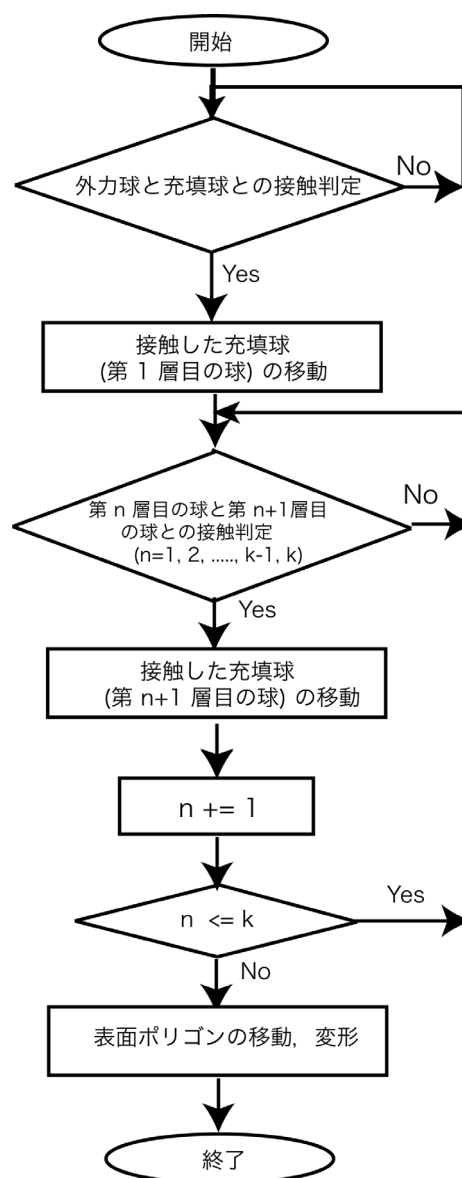 開始
外力球と充填球との接触判定
No
Yes
接触した充填球
(第 1 層目の球) の移動
第 n 層目の球と第 n+1層目
の球との接触判定
(n=1, 2, ....., k-1, k)
No
Yes
接触した充填球
(第 n+1 層目の球) の移動
n += 1
n <= k
Yes
No
表面ポリゴンの移動，変形
終了